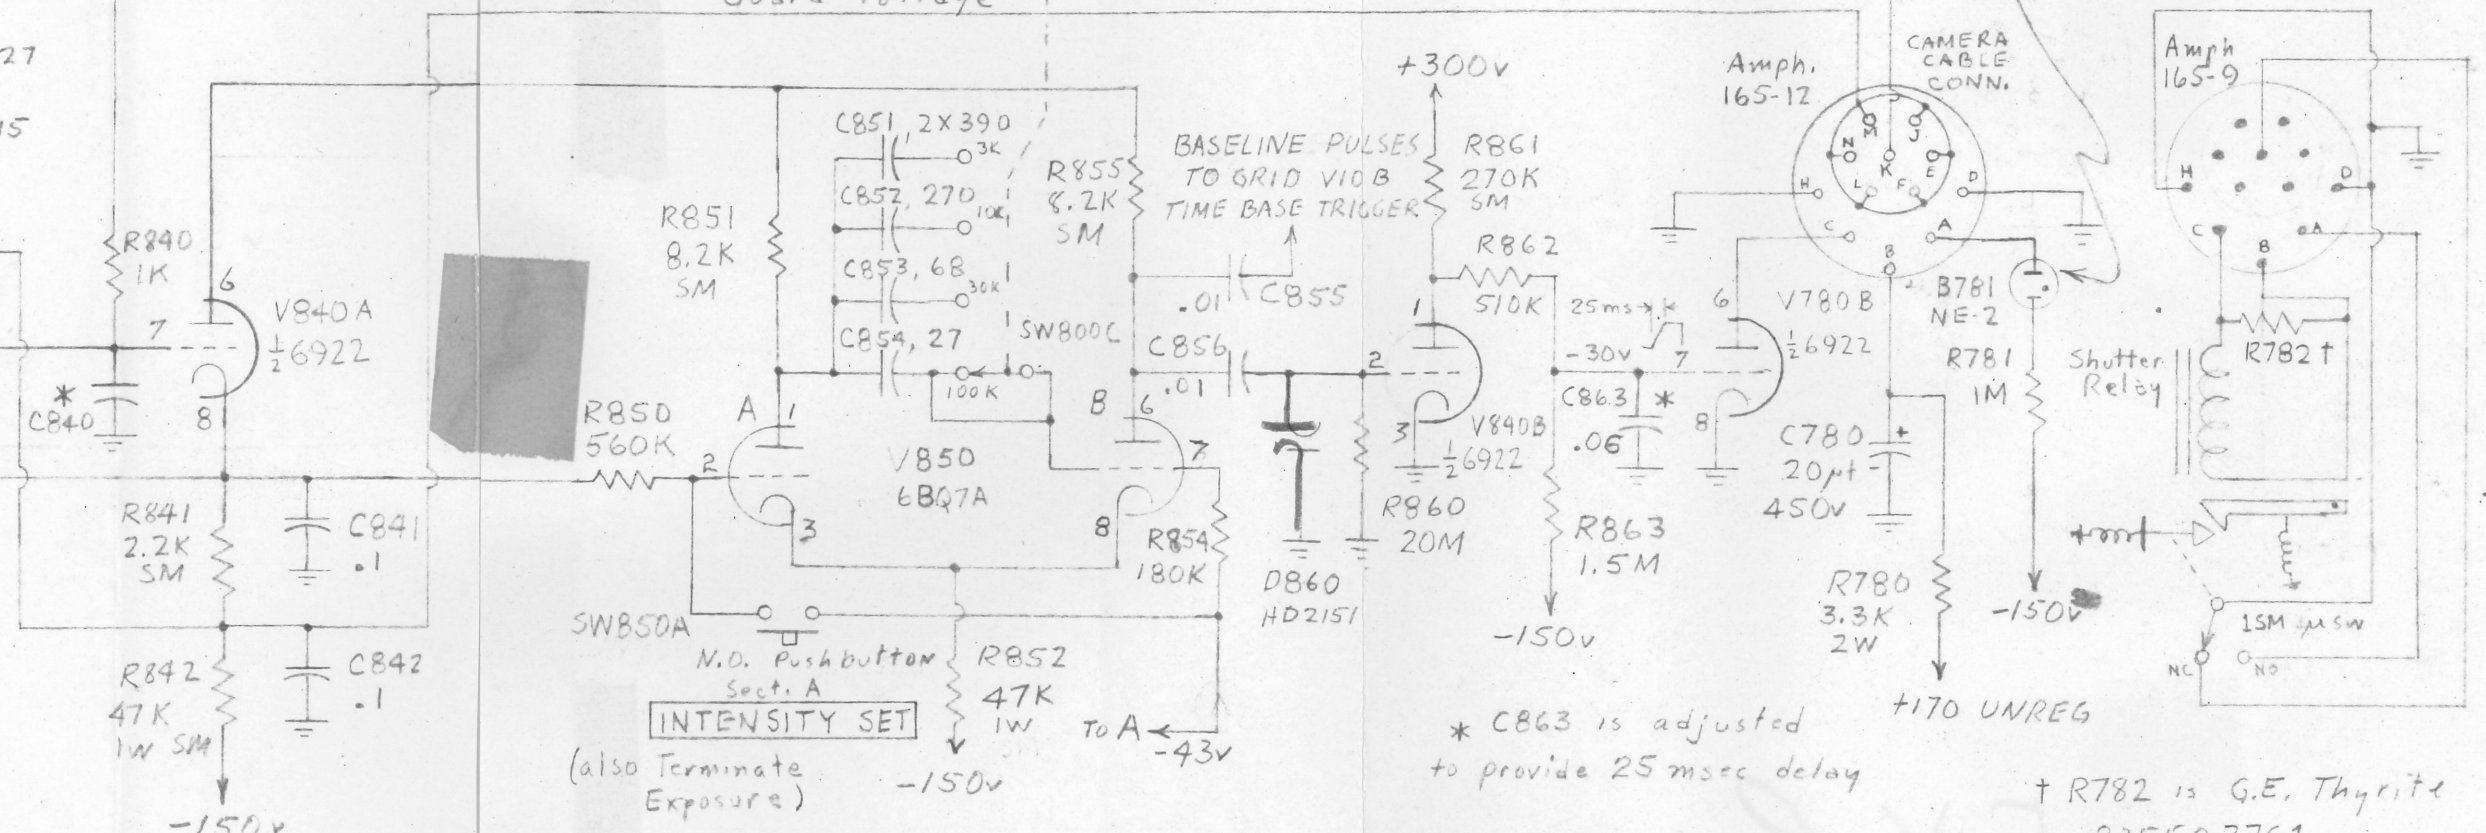 27
15
R840
1K
7
6
V840A
½6922
*
C840
8
R841
2.2K
SM
C841
.1
R842
47K
1W SM
C842
.1
-150v
R850
560K
R851
8.2K
SM
C851, 2X390
3K
C852, 270
10K
C853, 68
30K
C854, 27
100K
SW800C
A
1
2
3
V850
6BQ7A
B
6
7
8
R855
8.2K
SM
R854
180K
SW850A
N.O. Pushbutton
Sect. A
INTENSITY SET
(also Terminate
Exposure)
R852
47K
1W
-150v
TO A
-43v
BASELINE PULSES
TO GRID V10B
TIME BASE TRIGGER
.01
C855
C856
.01
+300v
R861
270K
SM
R862
510K
1
2
3
V840B
½6922
D860
HD2151
R860
20M
25ms
-30v
C863
*
.06
R863
1.5M
-150v
6
7
8
V780B
½6922
Amph.
165-12
CAMERA
CABLE
CONN.
M
J
N
K
E
L
F
H
D
C
A
B
B781
NE-2
R781
1M
-150v
C780
+
20µf
-
450v
R780
3.3K
2W
+170 UNREG
Amph
165-9
H
D
C
B
A
Shutter
Relay
R782†
1SM µsw
NC
NO
* C863 is adjusted
to provide 25 msec delay
† R782 is G.E. Thyrite